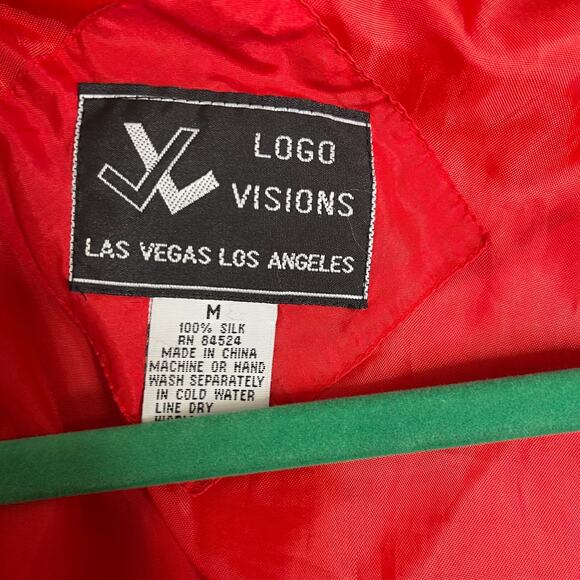 LOGO
VISIONS
LAS VEGAS LOS ANGELES
M
100% SILK
RN 84524
MADE IN CHINA
MACHINE OR HAND
WASH SEPARATELY
IN COLD WATER
LINE DRY